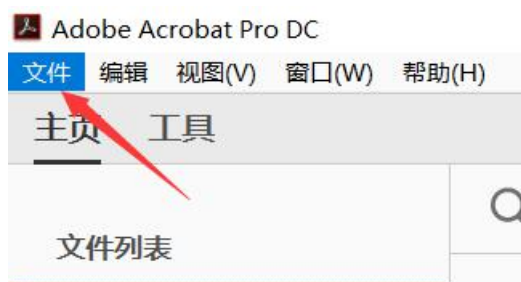 Adobe Acrobat Pro DC
文件 编辑 视图(V) 窗口(W) 帮助(H)
主页 工具
文件列表